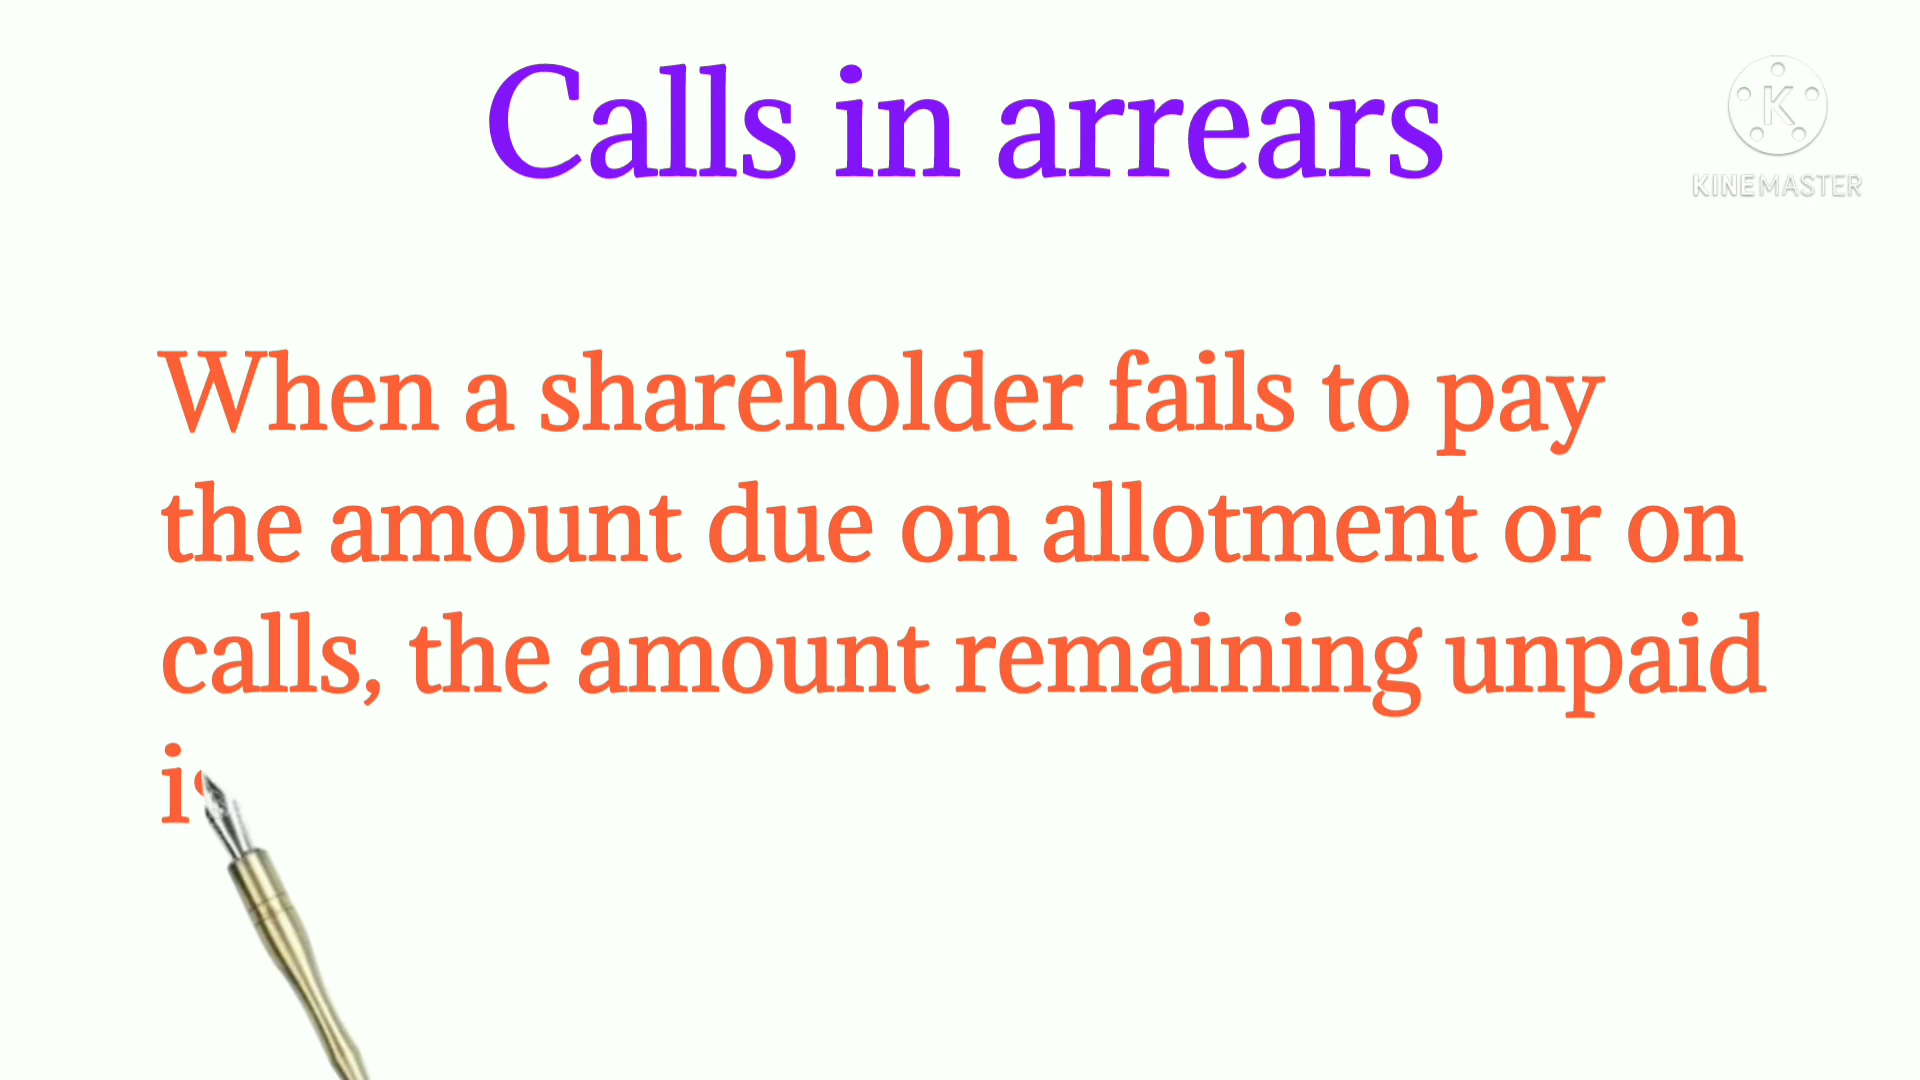 Calls in arrears
K
KINEMASTER
When a shareholder fails to pay
the amount due on allotment or on
calls, the amount remaining unpaid